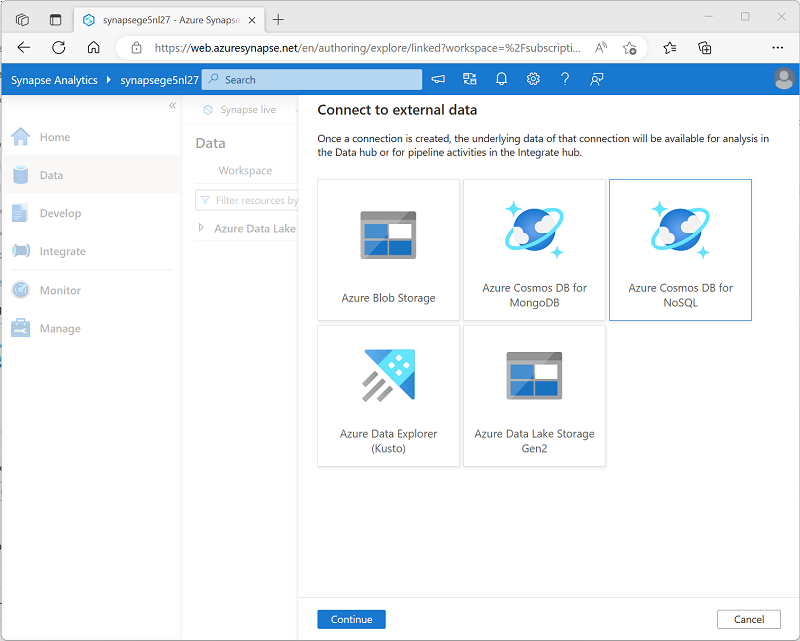 synapsege5nl27 - Azure Synapse
https://web.azuresynapse.net/en/authoring/explore/linked?workspace=%2Fsubscripti...
Synapse Analytics
synapsege5nl27
Search
Synapse live
Data
Workspace
Filter resources by
Azure Data Lake
Home
Data
Develop
Integrate
Monitor
Manage
Connect to external data
Once a connection is created, the underlying data of that connection will be available for analysis in
the Data hub or for pipeline activities in the Integrate hub.
Azure Blob Storage
Azure Cosmos DB for
MongoDB
Azure Cosmos DB for
NoSQL
Azure Data Explorer
(Kusto)
Azure Data Lake Storage
Gen2
Continue
Cancel